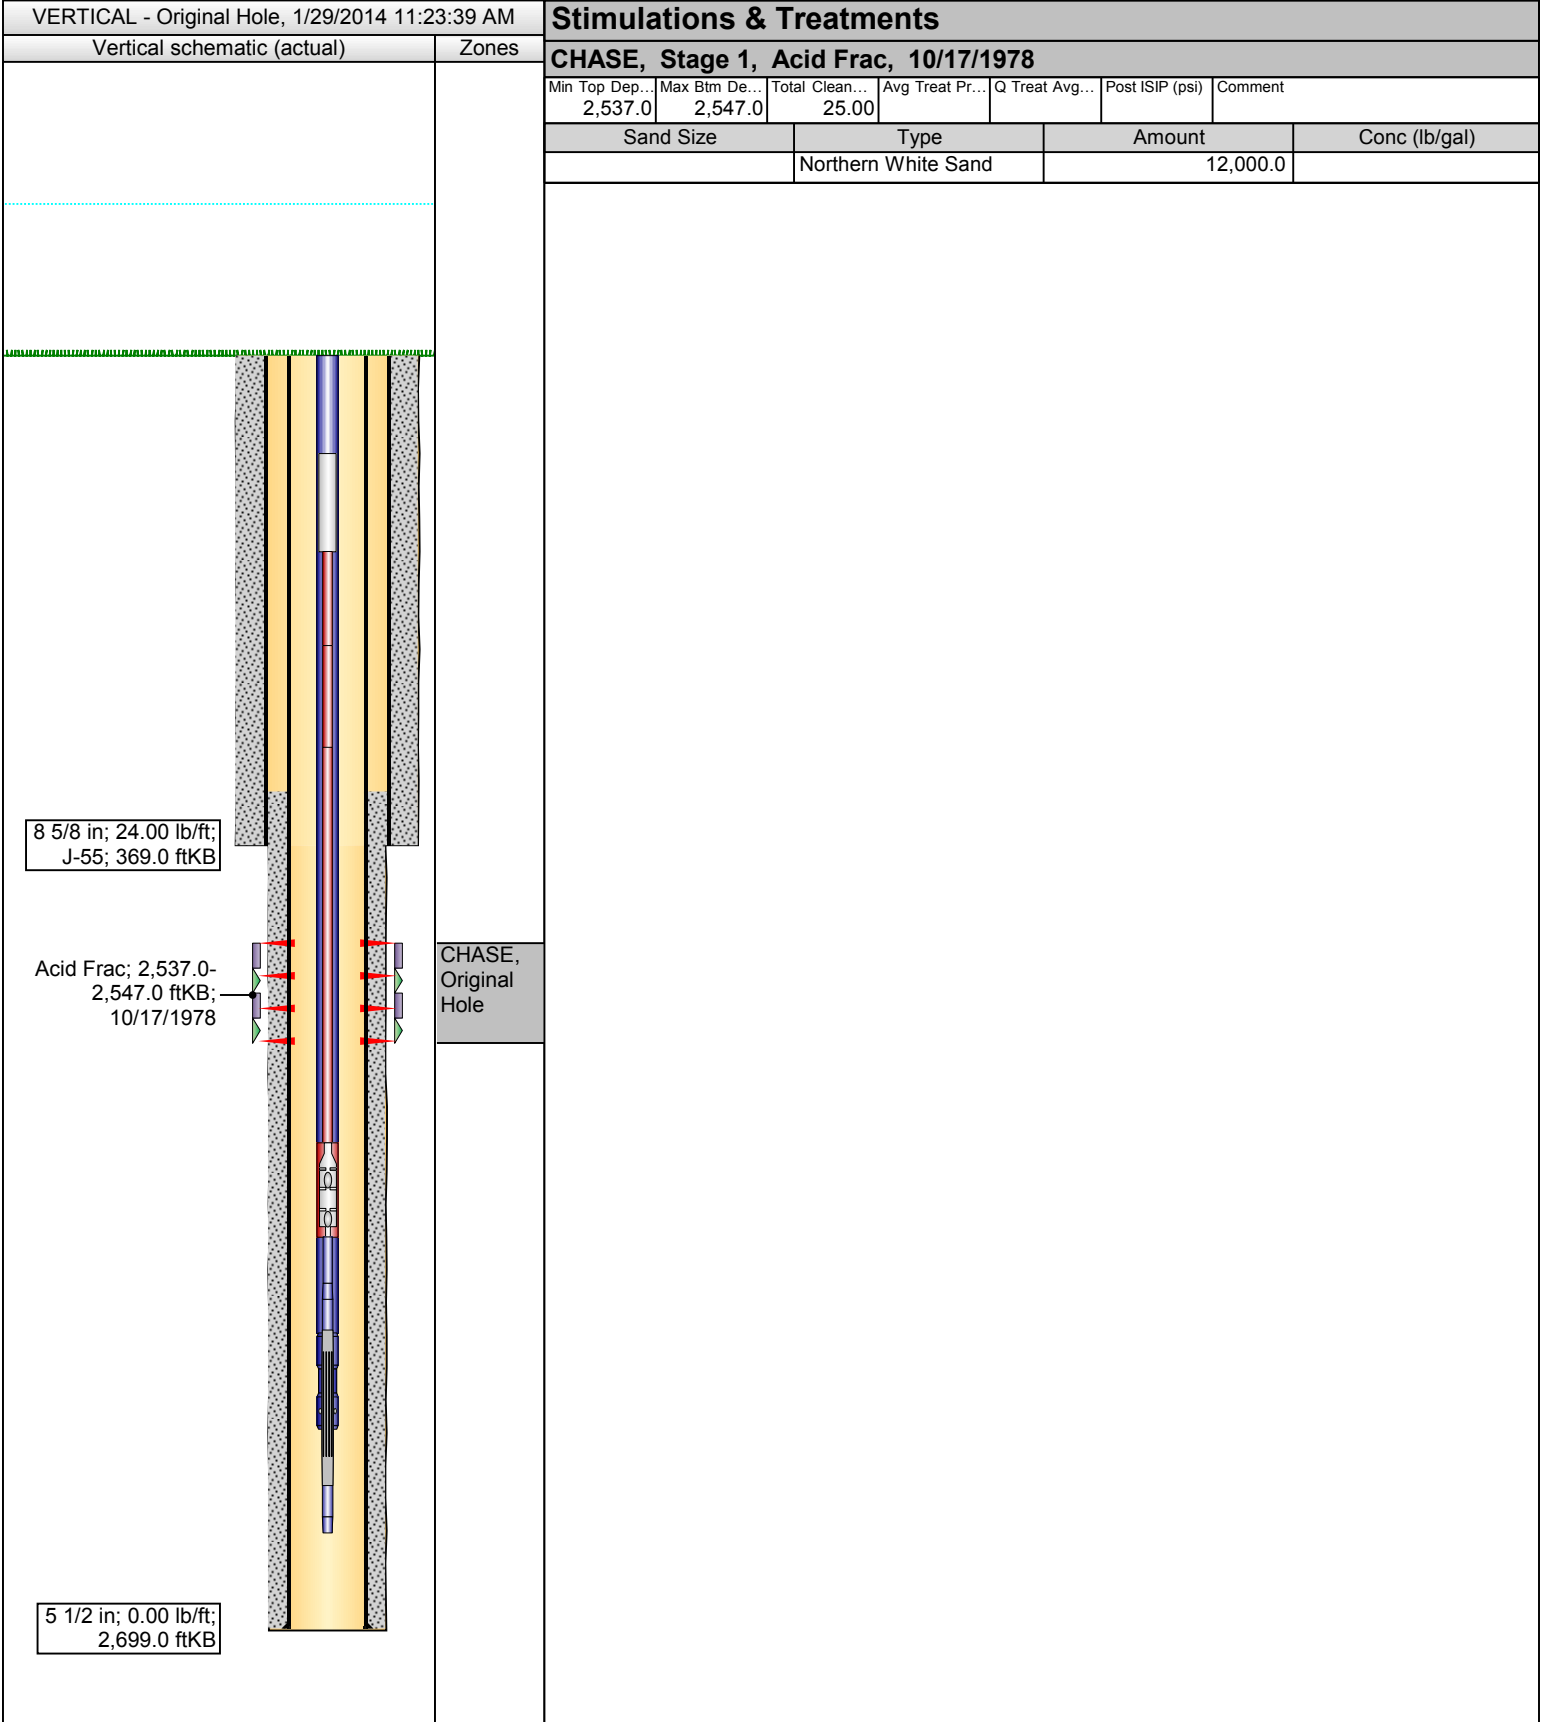 VERTICAL - Original Hole, 1/29/2014 11:23:39 AM
Vertical schematic (actual)
Zones
8 5/8 in; 24.00 lb/ft;
J-55; 369.0 ftKB
Acid Frac; 2,537.0-
2,547.0 ftKB;
10/17/1978
CHASE,
Original
Hole
5 1/2 in; 0.00 lb/ft;
2,699.0 ftKB
Stimulations & Treatments
CHASE, Stage 1, Acid Frac, 10/17/1978
Min Top Dep... Max Btm De... Total Clean... Avg Treat Pr... Q Treat Avg... Post ISIP (psi) Comment
2,537.0 2,547.0 25.00
Sand Size Type Amount Conc (lb/gal)
Northern White Sand 12,000.0